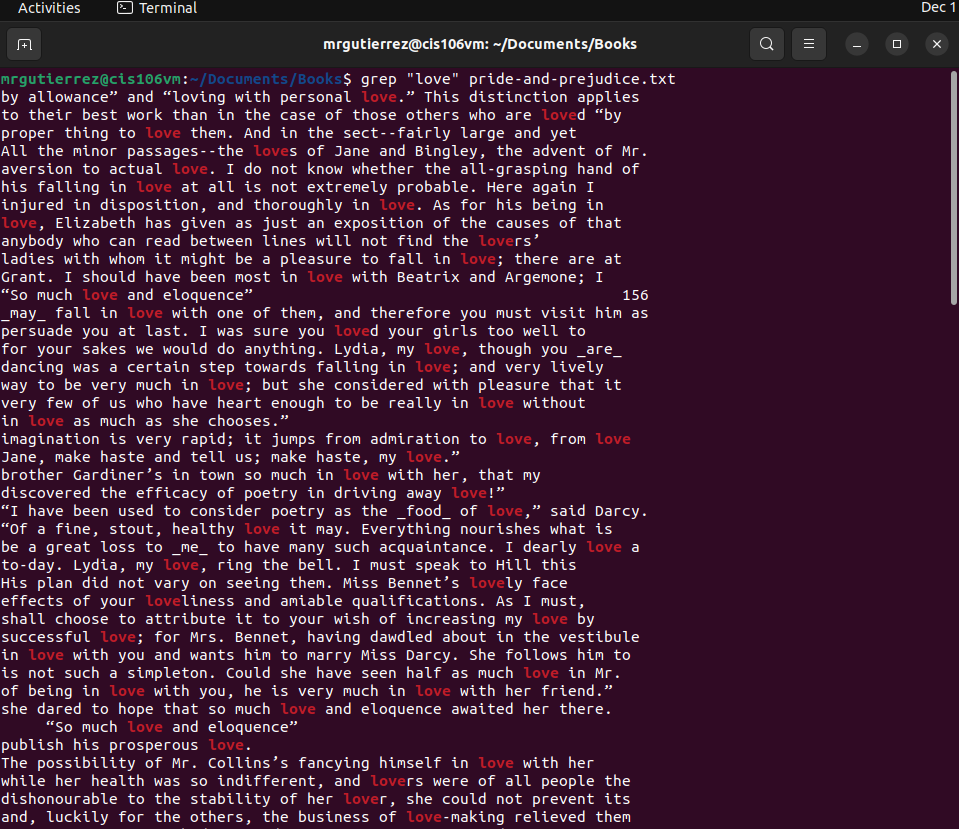 Activities Terminal Dec 1
mrgutierrez@cis106vm: ~/Documents/Books
mrgutierrez@cis106vm:~/Documents/Books$ grep "love" pride-and-prejudice.txt
by allowance” and “loving with personal love.” This distinction applies
to their best work than in the case of those others who are loved “by
proper thing to love them. And in the sect--fairly large and yet
All the minor passages--the loves of Jane and Bingley, the advent of Mr.
aversion to actual love. I do not know whether the all-grasping hand of
his falling in love at all is not extremely probable. Here again I
injured in disposition, and thoroughly in love. As for his being in
love, Elizabeth has given as just an exposition of the causes of that
anybody who can read between lines will not find the lovers’
ladies with whom it might be a pleasure to fall in love; there are at
Grant. I should have been most in love with Beatrix and Argemone; I
“So much love and eloquence” 156
_may_ fall in love with one of them, and therefore you must visit him as
persuade you at last. I was sure you loved your girls too well to
for your sakes we would do anything. Lydia, my love, though you _are_
dancing was a certain step towards falling in love; and very lively
way to be very much in love; but she considered with pleasure that it
very few of us who have heart enough to be really in love without
in love as much as she chooses.”
imagination is very rapid; it jumps from admiration to love, from love
Jane, make haste and tell us; make haste, my love.”
brother Gardiner’s in town so much in love with her, that my
discovered the efficacy of poetry in driving away love!”
“I have been used to consider poetry as the _food_ of love,” said Darcy.
“Of a fine, stout, healthy love it may. Everything nourishes what is
be a great loss to _me_ to have many such acquaintance. I dearly love a
to-day. Lydia, my love, ring the bell. I must speak to Hill this
His plan did not vary on seeing them. Miss Bennet’s lovely face
effects of your loveliness and amiable qualifications. As I must,
shall choose to attribute it to your wish of increasing my love by
successful love; for Mrs. Bennet, having dawdled about in the vestibule
in love with you and wants him to marry Miss Darcy. She follows him to
is not such a simpleton. Could she have seen half as much love in Mr.
of being in love with you, he is very much in love with her friend.”
she dared to hope that so much love and eloquence awaited her there.
“So much love and eloquence”
publish his prosperous love.
The possibility of Mr. Collins’s fancying himself in love with her
while her health was so indifferent, and lovers were of all people the
dishonourable to the stability of her lover, she could not prevent its
and, luckily for the others, the business of love-making relieved them